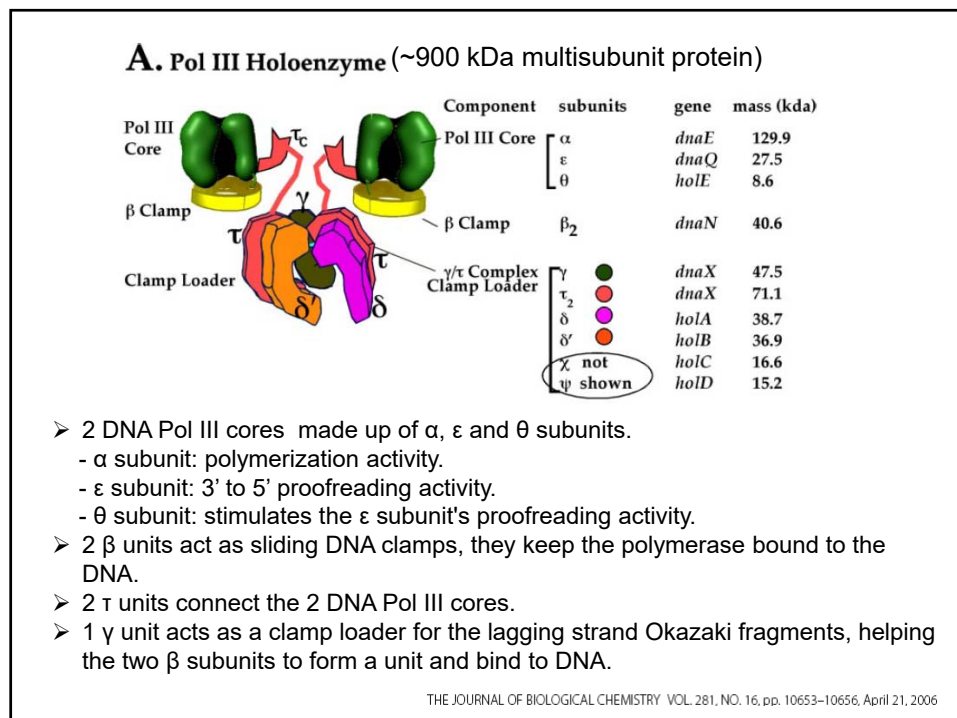 A. Pol III Holoenzyme (~900 kDa multisubunit protein)
Component subunits gene mass (kda)
Pol III Core
τC
Pol III Core α dnaE 129.9
ε dnaQ 27.5
θ holE 8.6
β Clamp
γ
β Clamp β2 dnaN 40.6
τ
τ
Clamp Loader
δ′
δ
γ/τ Complex Clamp Loader
γ dnaX 47.5
τ2 dnaX 71.1
δ holA 38.7
δ′ holB 36.9
χ not holC 16.6
ψ shown holD 15.2
➢ 2 DNA Pol III cores made up of α, ε and θ subunits.
- α subunit: polymerization activity.
- ε subunit: 3’ to 5’ proofreading activity.
- θ subunit: stimulates the ε subunit's proofreading activity.
➢ 2 β units act as sliding DNA clamps, they keep the polymerase bound to the
DNA.
➢ 2 τ units connect the 2 DNA Pol III cores.
➢ 1 γ unit acts as a clamp loader for the lagging strand Okazaki fragments, helping
the two β subunits to form a unit and bind to DNA.
THE JOURNAL OF BIOLOGICAL CHEMISTRY VOL. 281, NO. 16, pp. 10653–10656, April 21, 2006